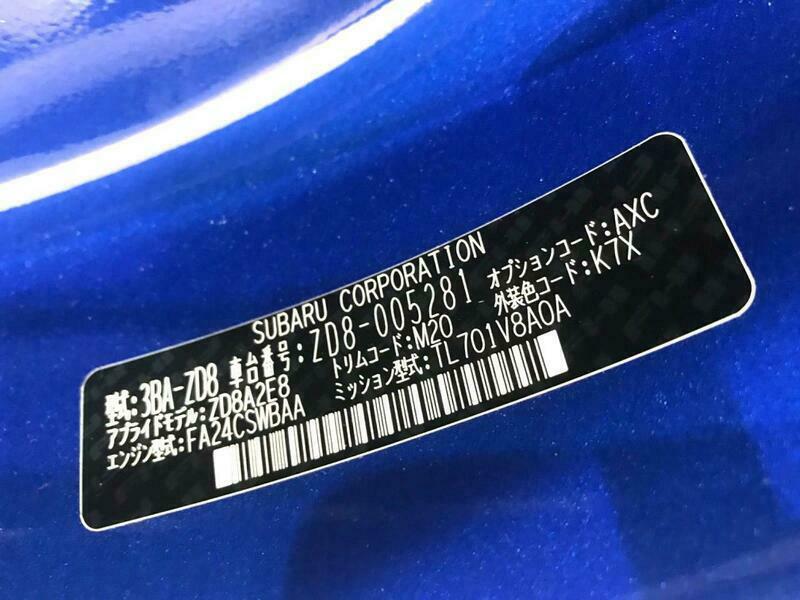 SUBARU CORPORATION
型式:3BA-ZD8 車台番号:ZD8-005281 オプションコード:AXC
アプライドモデル:ZD8A2E8 トリムコード:M20 外装色コード:K7X
エンジン型式:FA24CSWBAA ミッション型式:TL701V8A0A